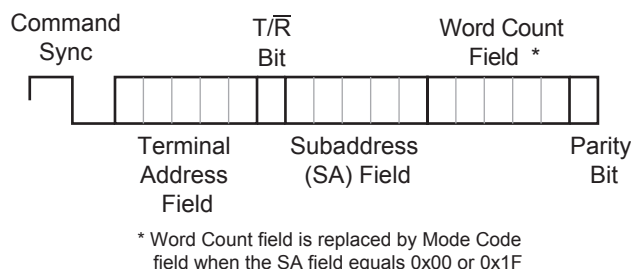 Command
Sync
T/R̅
Bit
Word Count
Field *
Terminal
Address
Field
Subaddress
(SA) Field
Parity
Bit
* Word Count field is replaced by Mode Code
field when the SA field equals 0x00 or 0x1F